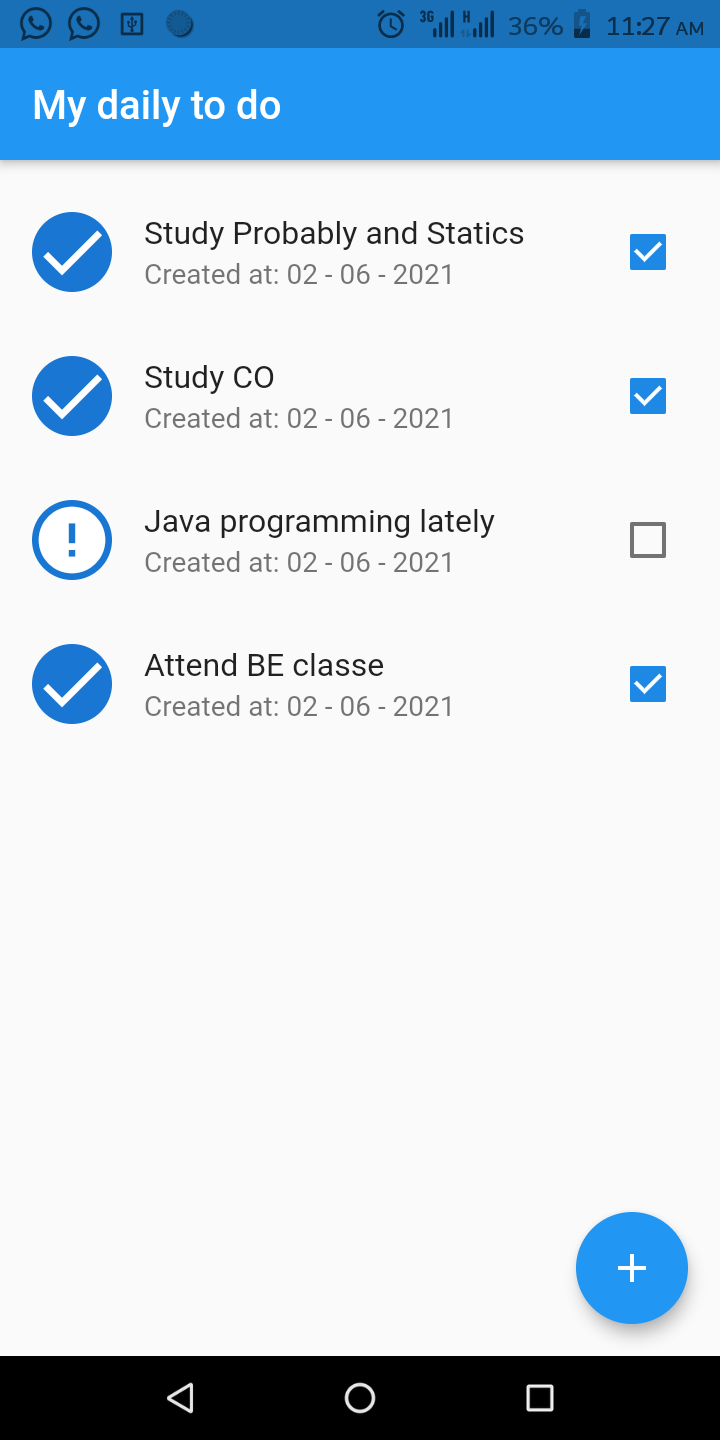 3G H 36% 11:27 AM
My daily to do
Study Probably and Statics
Created at: 02 - 06 - 2021
Study CO
Created at: 02 - 06 - 2021
Java programming lately
Created at: 02 - 06 - 2021
Attend BE classe
Created at: 02 - 06 - 2021